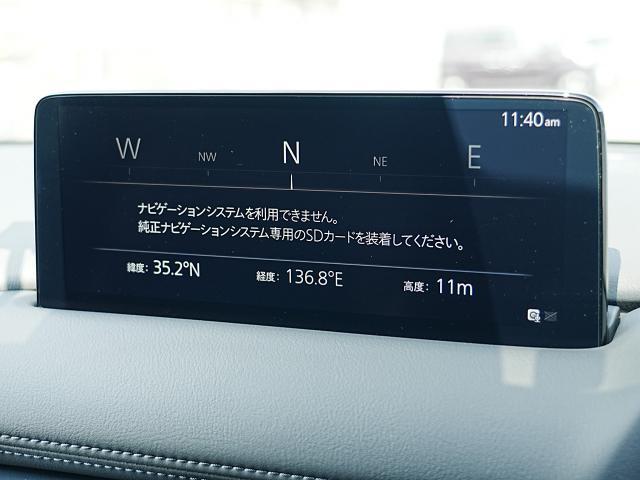 11:40am
W NW N NE E
ナビゲーションシステムを利用できません。
純正ナビゲーションシステム専用のSDカードを装着してください。
緯度: 35.2°N 経度: 136.8°E 高度: 11m